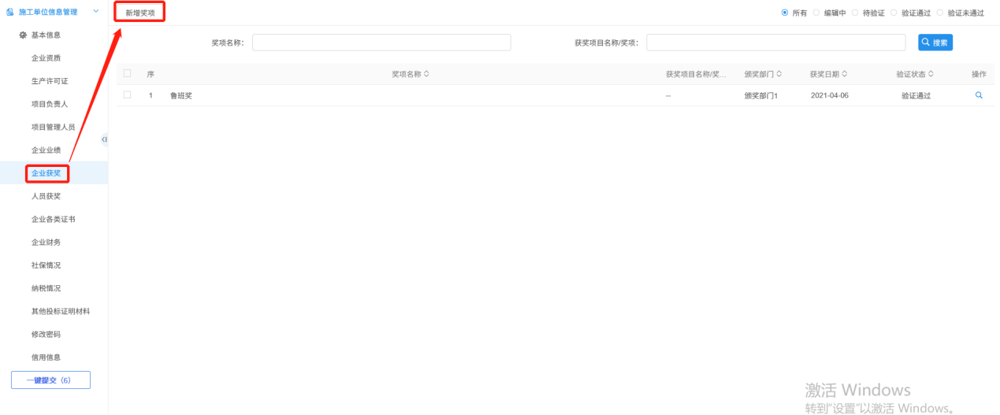 施工单位信息管理
基本信息
企业资质
生产许可证
项目负责人
项目管理人员
企业业绩
企业获奖
人员获奖
企业各类证书
企业财务
社保情况
纳税情况
其他投标证明材料
修改密码
信用信息
一键提交（6）
新增奖项
所有 编辑中 待验证 验证通过 验证未通过
奖项名称： 获奖项目名称/奖项： 搜索
序 奖项名称 获奖项目名称/奖... 颁奖部门 获奖日期 验证状态 操作
1 鲁班奖 -- 颁奖部门1 2021-04-06 验证通过
激活 Windows
转到"设置"以激活 Windows。